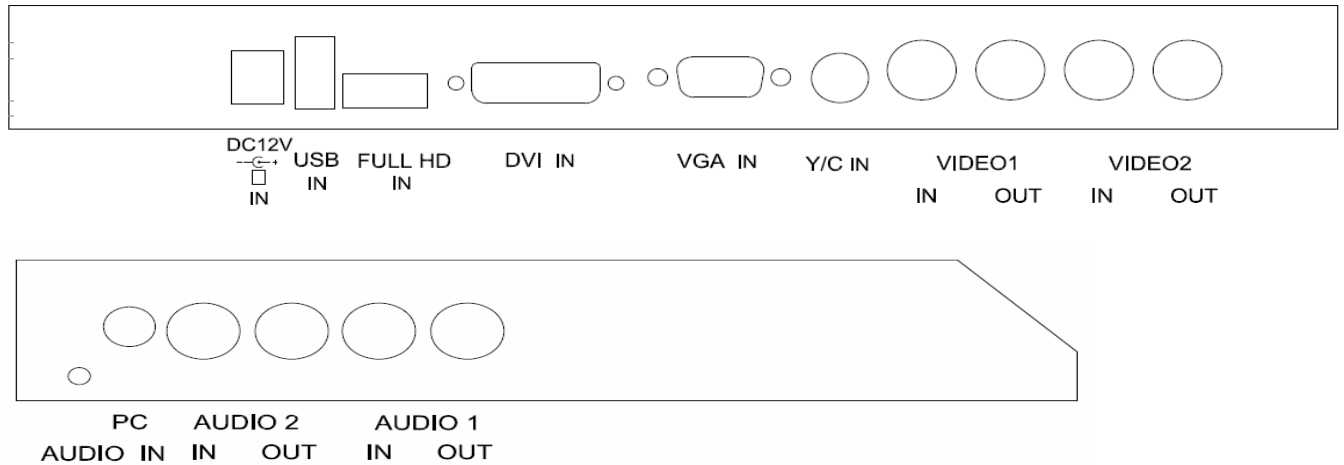 DC12V
- +
USB FULL HD DVI IN VGA IN Y/C IN VIDEO1 VIDEO2
IN IN IN IN OUT IN OUT
PC AUDIO 2 AUDIO 1
AUDIO IN IN OUT IN OUT